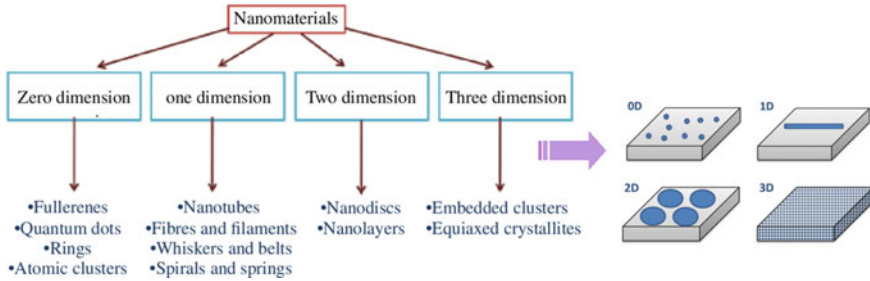 Nanomaterials
Zero dimension
one dimension
Two dimension
Three dimension
•Fullerenes
•Quantum dots
•Rings
•Atomic clusters
•Nanotubes
•Fibres and filaments
•Whiskers and belts
•Spirals and springs
•Nanodiscs
•Nanolayers
•Embedded clusters
•Equiaxed crystallites
0D
1D
2D
3D